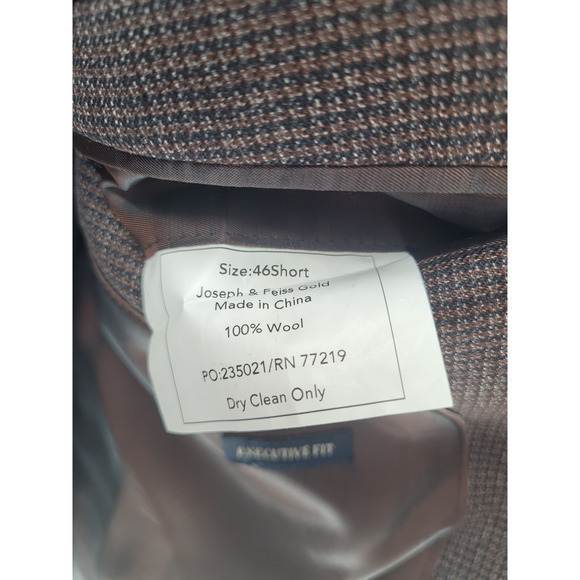 Size:46Short
Joseph & Feiss Gold
Made in China
100% Wool
PO:235021/RN 77219
Dry Clean Only
EXECUTIVE FIT